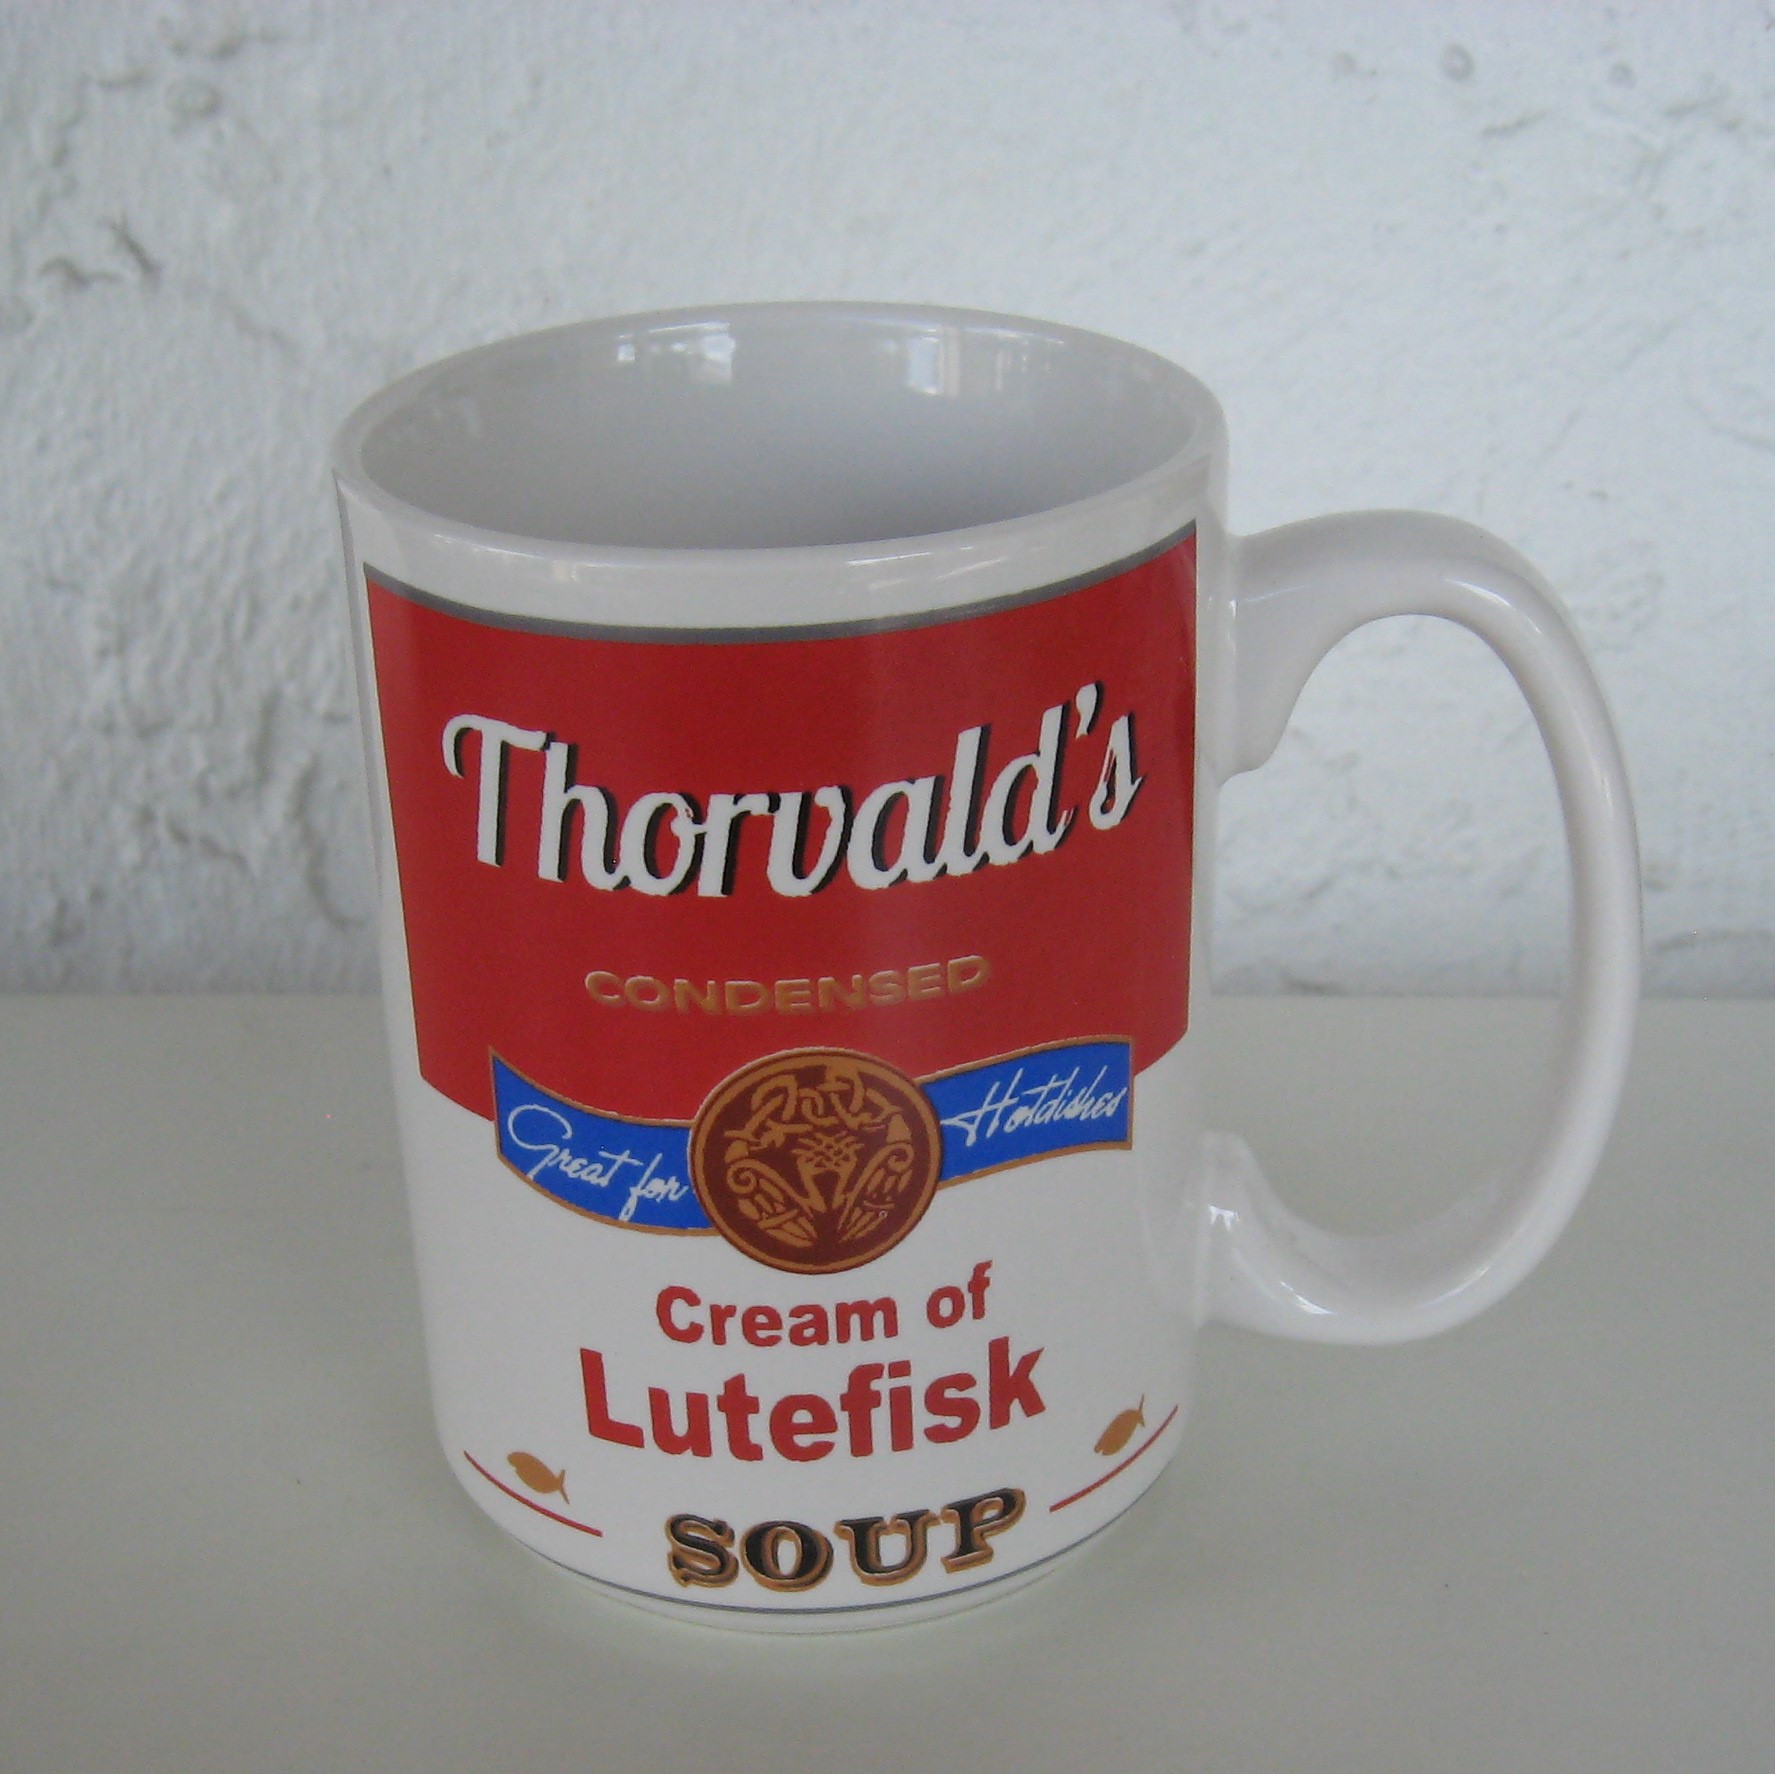 Thorvald's
CONDENSED
Great for Hotdishes
Cream of
Lutefisk
SOUP